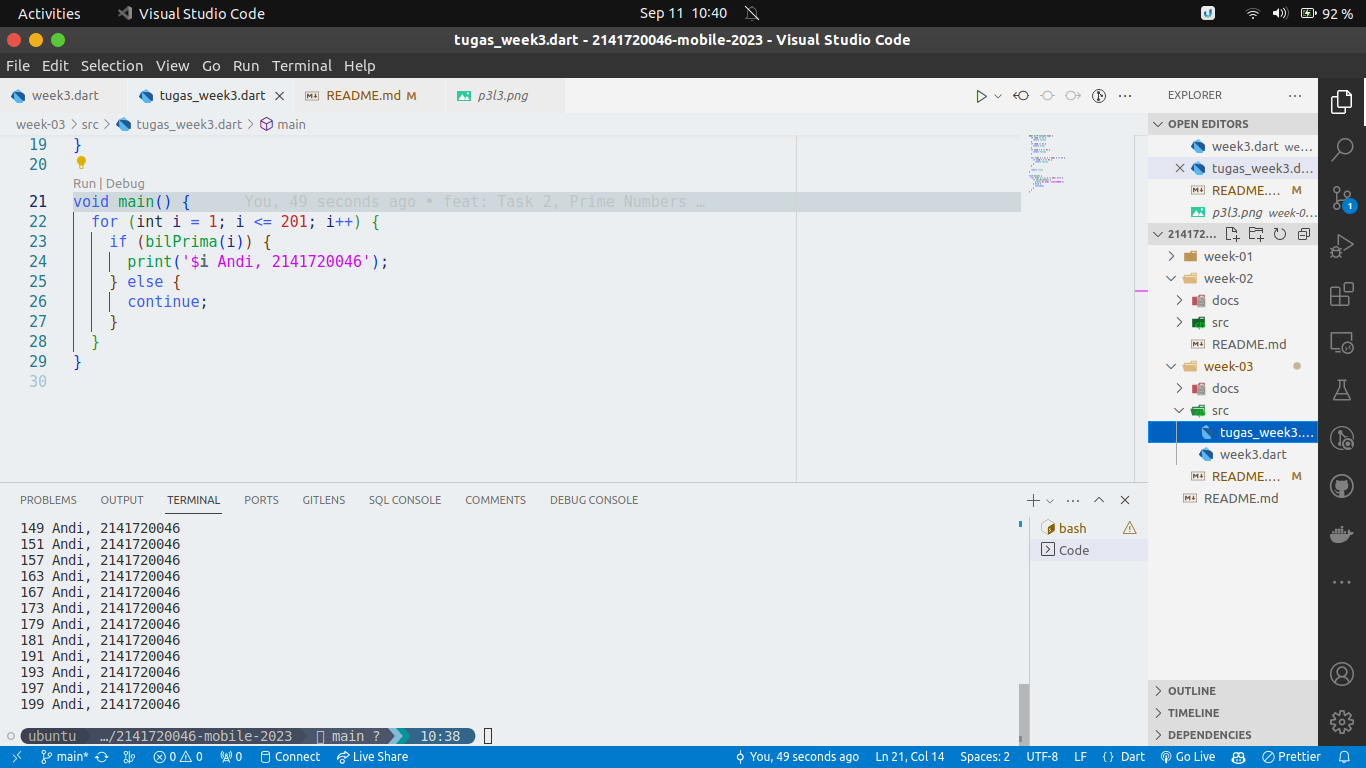 Activities Visual Studio Code Sep 11 10:40 92 %
tugas_week3.dart - 2141720046-mobile-2023 - Visual Studio Code
File Edit Selection View Go Run Terminal Help
week3.dart tugas_week3.dart README.md M p3l3.png
week-03 > src > tugas_week3.dart > main
19 }
20
Run | Debug
21 void main() { You, 49 seconds ago • feat: Task 2, Prime Numbers …
22 for (int i = 1; i <= 201; i++) {
23 if (bilPrima(i)) {
24 print('$i Andi, 2141720046');
25 } else {
26 continue;
27 }
28 }
29 }
30
PROBLEMS OUTPUT TERMINAL PORTS GITLENS SQL CONSOLE COMMENTS DEBUG CONSOLE
149 Andi, 2141720046
151 Andi, 2141720046
157 Andi, 2141720046
163 Andi, 2141720046
167 Andi, 2141720046
173 Andi, 2141720046
179 Andi, 2141720046
181 Andi, 2141720046
191 Andi, 2141720046
193 Andi, 2141720046
197 Andi, 2141720046
199 Andi, 2141720046
ubuntu …/2141720046-mobile-2023 main ? 10:38
bash
Code
EXPLORER
OPEN EDITORS
week3.dart we...
tugas_week3.d...
README.... M
p3l3.png week-0...
214172...
week-01
week-02
docs
src
README.md
week-03
docs
src
tugas_week3....
week3.dart
README.... M
README.md
OUTLINE
TIMELINE
DEPENDENCIES
1
main* 0 0 0 Connect Live Share You, 49 seconds ago Ln 21, Col 14 Spaces: 2 UTF-8 LF { } Dart Go Live Prettier